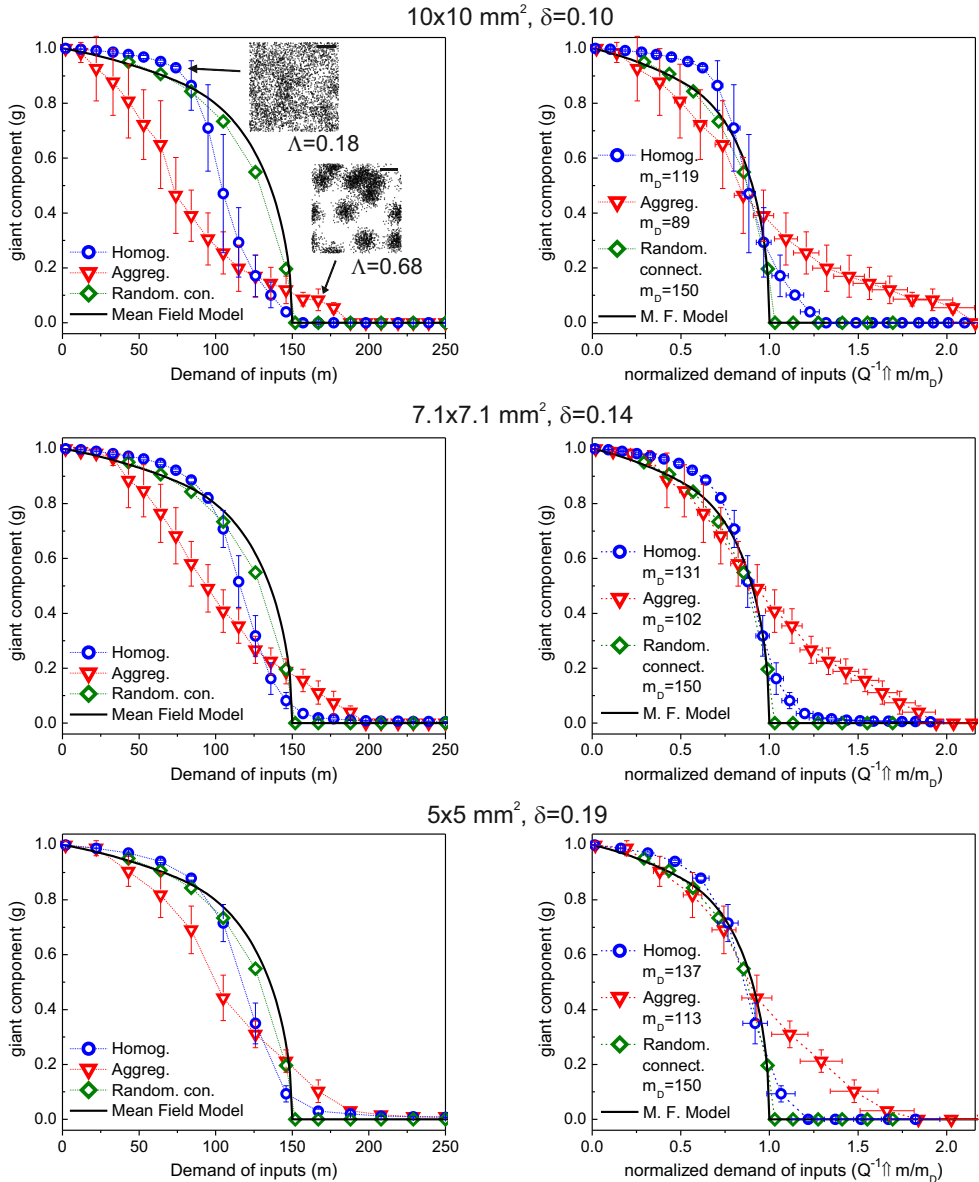 10x10 mm², δ=0.10
giant component (g)
1.0
0.8
0.6
0.4
0.2
0.0
Λ=0.18
Λ=0.68
Homog.
Aggreg.
Random. con.
Mean Field Model
0 50 100 150 200 250
Demand of inputs (m)
giant component (g)
1.0
0.8
0.6
0.4
0.2
0.0
Homog.
m_D=119
Aggreg.
m_D=89
Random.
connect.
m_D=150
M. F. Model
0.0 0.5 1.0 1.5 2.0
normalized demand of inputs (Q⁻¹⇑ m/m_D)
7.1x7.1 mm², δ=0.14
giant component (g)
1.0
0.8
0.6
0.4
0.2
0.0
Homog.
Aggreg.
Random. con.
Mean Field Model
0 50 100 150 200 250
Demand of inputs (m)
giant component (g)
1.0
0.8
0.6
0.4
0.2
0.0
Homog.
m_D=131
Aggreg.
m_D=102
Random.
connect.
m_D=150
M. F. Model
0.0 0.5 1.0 1.5 2.0
normalized demand of inputs (Q⁻¹⇑ m/m_D)
5x5 mm², δ=0.19
giant component (g)
1.0
0.8
0.6
0.4
0.2
0.0
Homog.
Aggreg.
Random. con.
Mean Field Model
0 50 100 150 200 250
Demand of inputs (m)
giant component (g)
1.0
0.8
0.6
0.4
0.2
0.0
Homog.
m_D=137
Aggreg.
m_D=113
Random.
connect.
m_D=150
M. F. Model
0.0 0.5 1.0 1.5 2.0
normalized demand of inputs (Q⁻¹⇑ m/m_D)